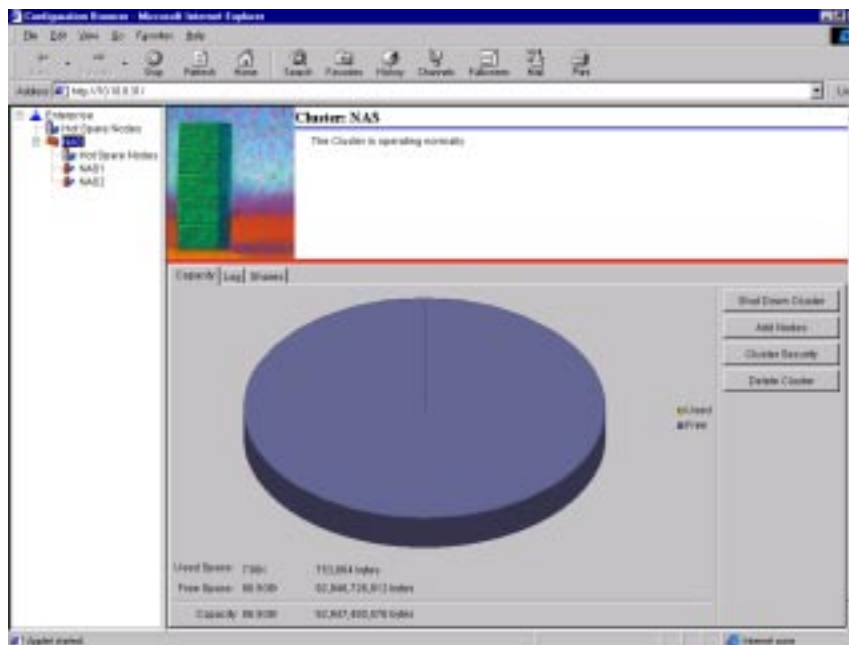 Configuration Browser - Microsoft Internet Explorer
File Edit View Go Favorites Help
Stop Refresh Home Search Favorites History Channels Fullscreen Mail Print
Address
Enterprise
Hot Spare Nodes
NAS
Hot Spare Nodes
NAS1
NAS2
Cluster: NAS
The Cluster is operating normally
Capacity Log Shares
Shut Down Cluster
Add Nodes
Cluster Security
Delete Cluster
Used
Free
Used Space:
bytes
Free Space:
bytes
Capacity
bytes
Applet started.
Internet zone